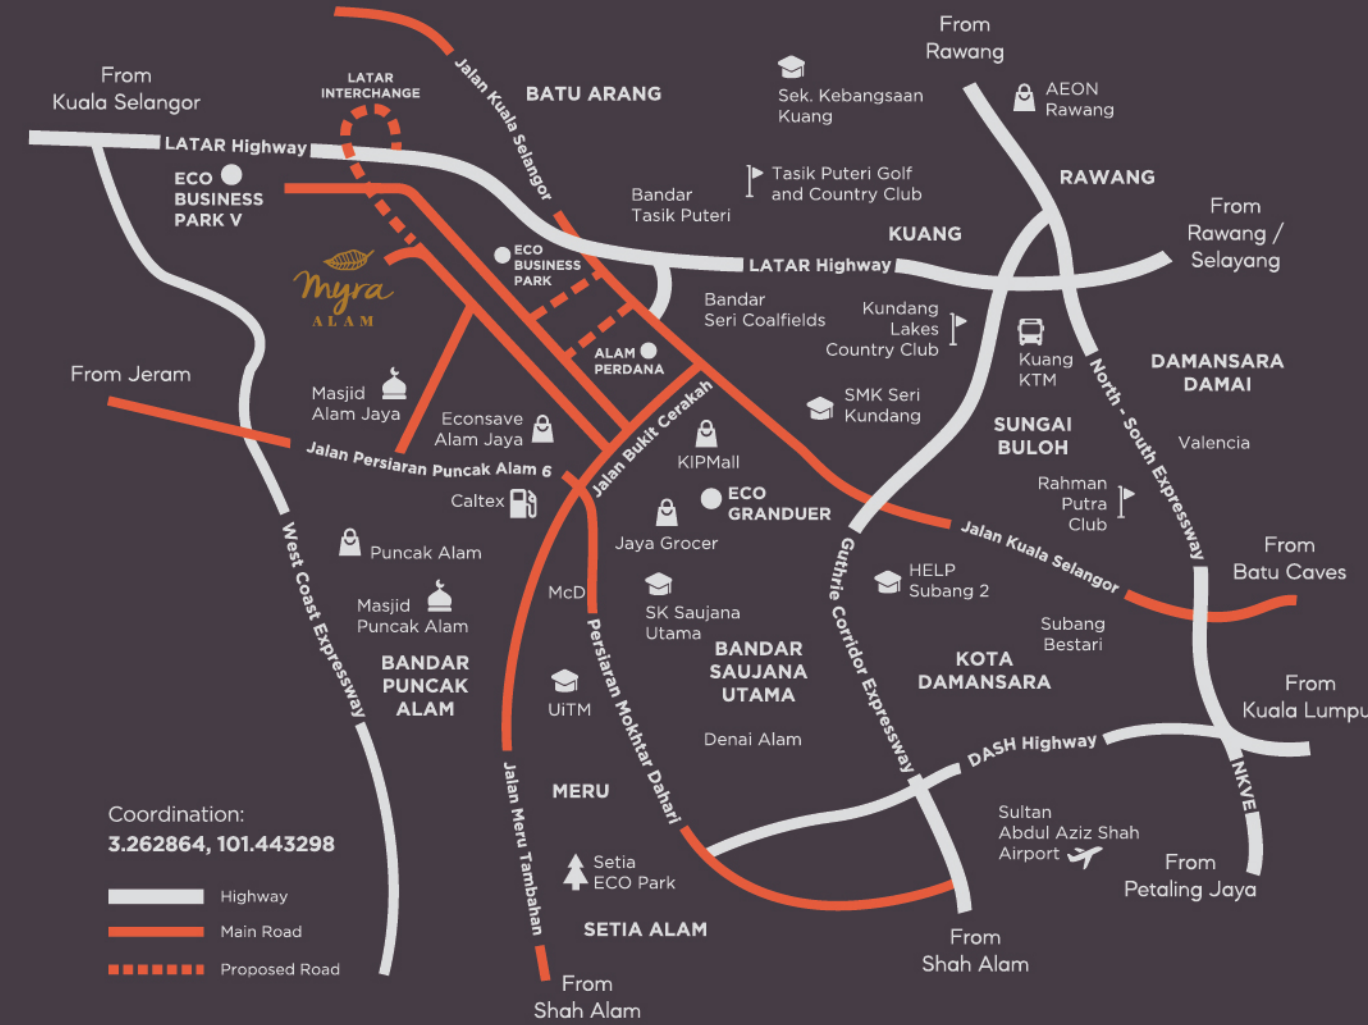 From
Rawang
From
Kuala Selangor
LATAR
INTERCHANGE
Jalan Kuala Selangor
BATU ARANG
Sek. Kebangsaan
Kuang
AEON
Rawang
LATAR Highway
ECO
BUSINESS
PARK V
Tasik Puteri Golf
and Country Club
RAWANG
Bandar
Tasik Puteri
KUANG
From
Rawang /
Selayang
ECO
BUSINESS
PARK
LATAR Highway
myra
ALAM
Bandar
Seri Coalfields
Kundang
Lakes
Country Club
Kuang
KTM
DAMANSARA
DAMAI
ALAM
PERDANA
From Jeram
Masjid
Alam Jaya
Econsave
Alam Jaya
Jalan Bukit Cerakah
SMK Seri
Kundang
SUNGAI
BULOH
North - South Expressway
Valencia
Jalan Persiaran Puncak Alam 6
KIPMall
Caltex
ECO
GRANDUER
Rahman
Putra
Club
Jaya Grocer
Jalan Kuala Selangor
Puncak Alam
From
Batu Caves
West Coast Expressway
McD
SK Saujana
Utama
Guthrie Corridor Expressway
HELP
Subang 2
Masjid
Puncak Alam
Subang
Bestari
BANDAR
PUNCAK
ALAM
Persiaran Mokhtar Dahari
BANDAR
SAUJANA
UTAMA
KOTA
DAMANSARA
UiTM
From
Kuala Lumpu
Denai Alam
DASH Highway
Jalan Meru Tambahan
MERU
NKVE
Coordination:
3.262864, 101.443298
Sultan
Abdul Aziz Shah
Airport
Setia
ECO Park
From
Petaling Jaya
Highway
Main Road
Proposed Road
SETIA ALAM
From
Shah Alam
From
Shah Alam